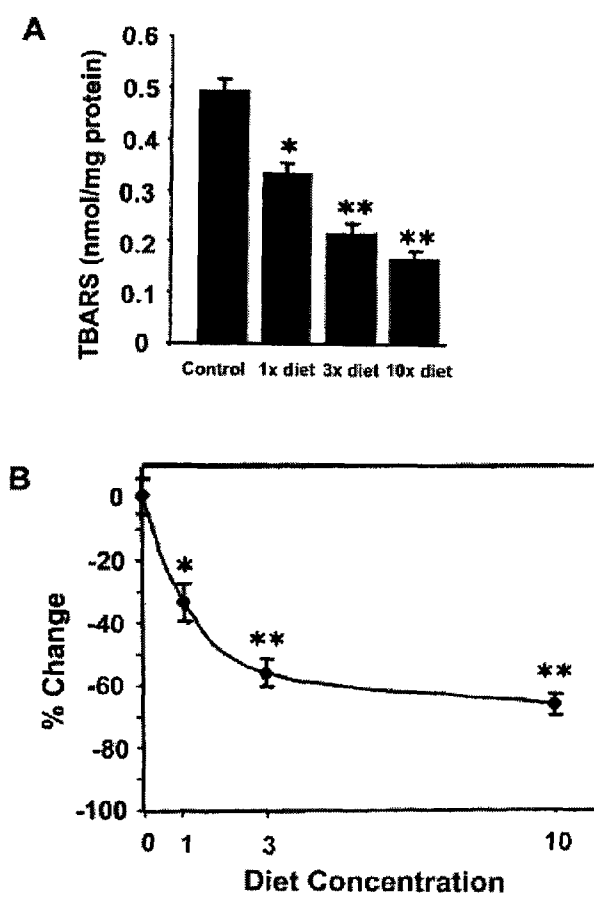 A
TBARS (nmol/mg protein)
0.6
0.5
0.4
0.3
0.2
0.1
0
*
**
**
Control 1x diet 3x diet 10x diet
B
% Change
0
-20
-40
-60
-80
-100
*
**
**
0 1 3 10
Diet Concentration